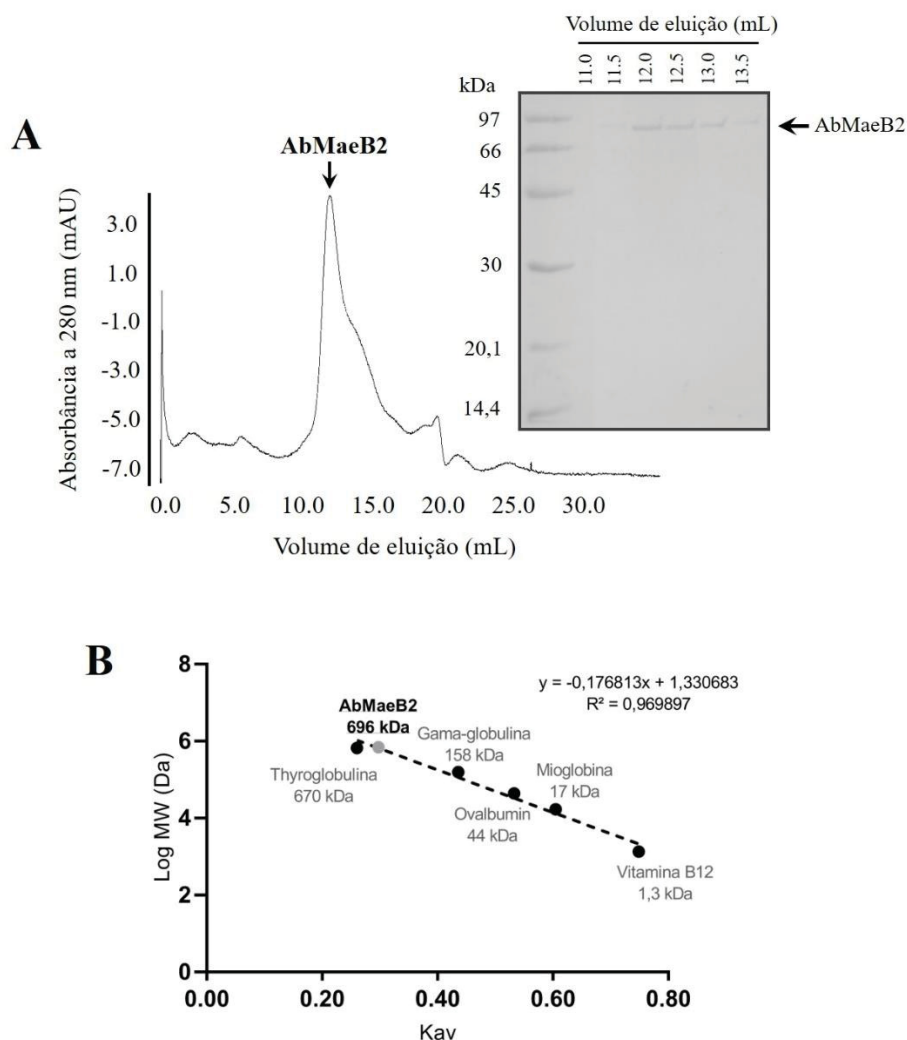 Volume de eluição (mL)
11.0
11.5
12.0
12.5
13.0
13.5
kDa
97
66
45
30
20,1
14,4
AbMaeB2
A
AbMaeB2
Absorbância a 280 nm (mAU)
3.0
1.0
-1.0
-3.0
-5.0
-7.0
0.0 5.0 10.0 15.0 20.0 25.0 30.0
Volume de eluição (mL)
B
y = -0,176813x + 1,330683
R² = 0,969897
AbMaeB2
696 kDa
Thyroglobulina
670 kDa
Gama-globulina
158 kDa
Ovalbumin
44 kDa
Mioglobina
17 kDa
Vitamina B12
1,3 kDa
Log MW (Da)
8
6
4
2
0
0.00 0.20 0.40 0.60 0.80
Kav